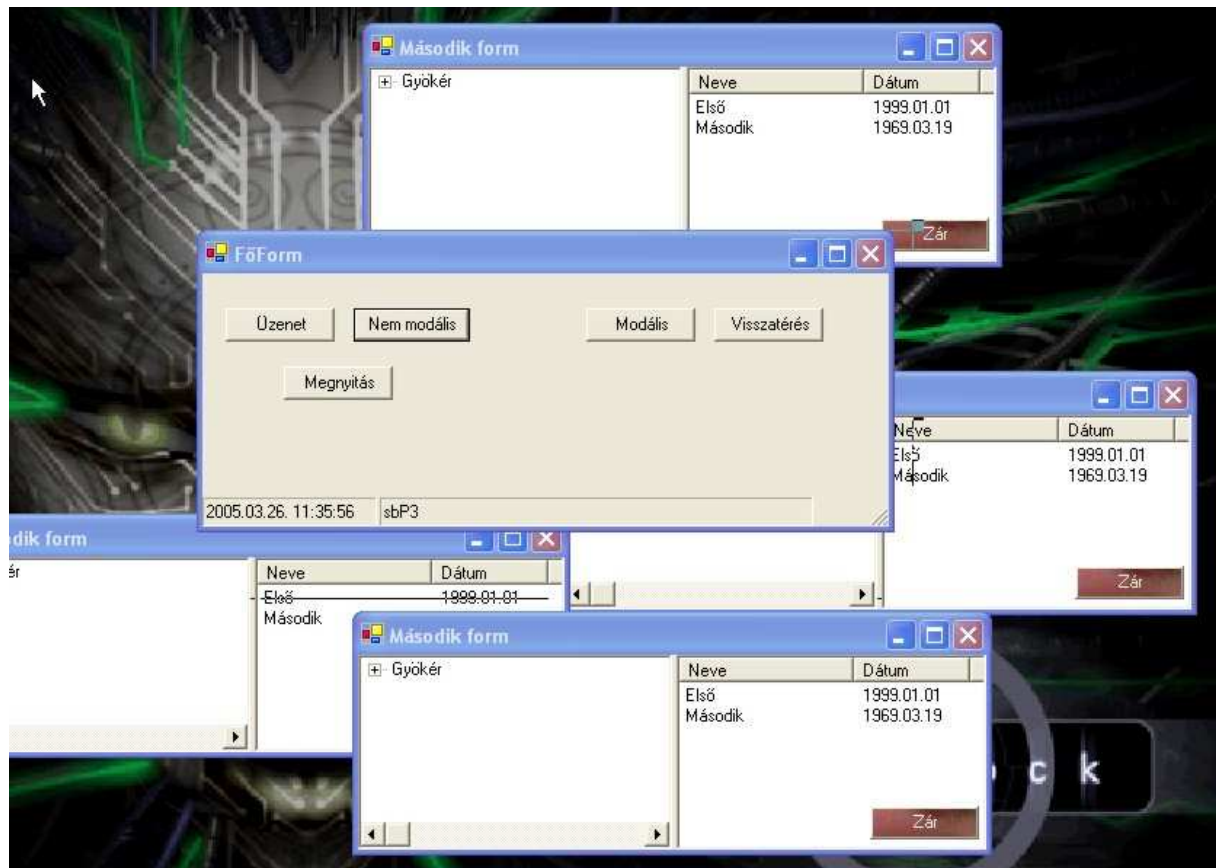 Második form
Gyökér
Neve Dátum
Első 1999.01.01
Második 1969.03.19
Zár
FőForm
Üzenet Nem modális Modális Visszatérés
Megnyitás
2005.03.26. 11:35:56 sbP3
Neve Dátum
Első 1999.01.01
Második 1969.03.19
Zár
dik form
ér
Neve Dátum
Első 1999.01.01
Második
Második form
Gyökér
Neve Dátum
Első 1999.01.01
Második 1969.03.19
Zár
c k